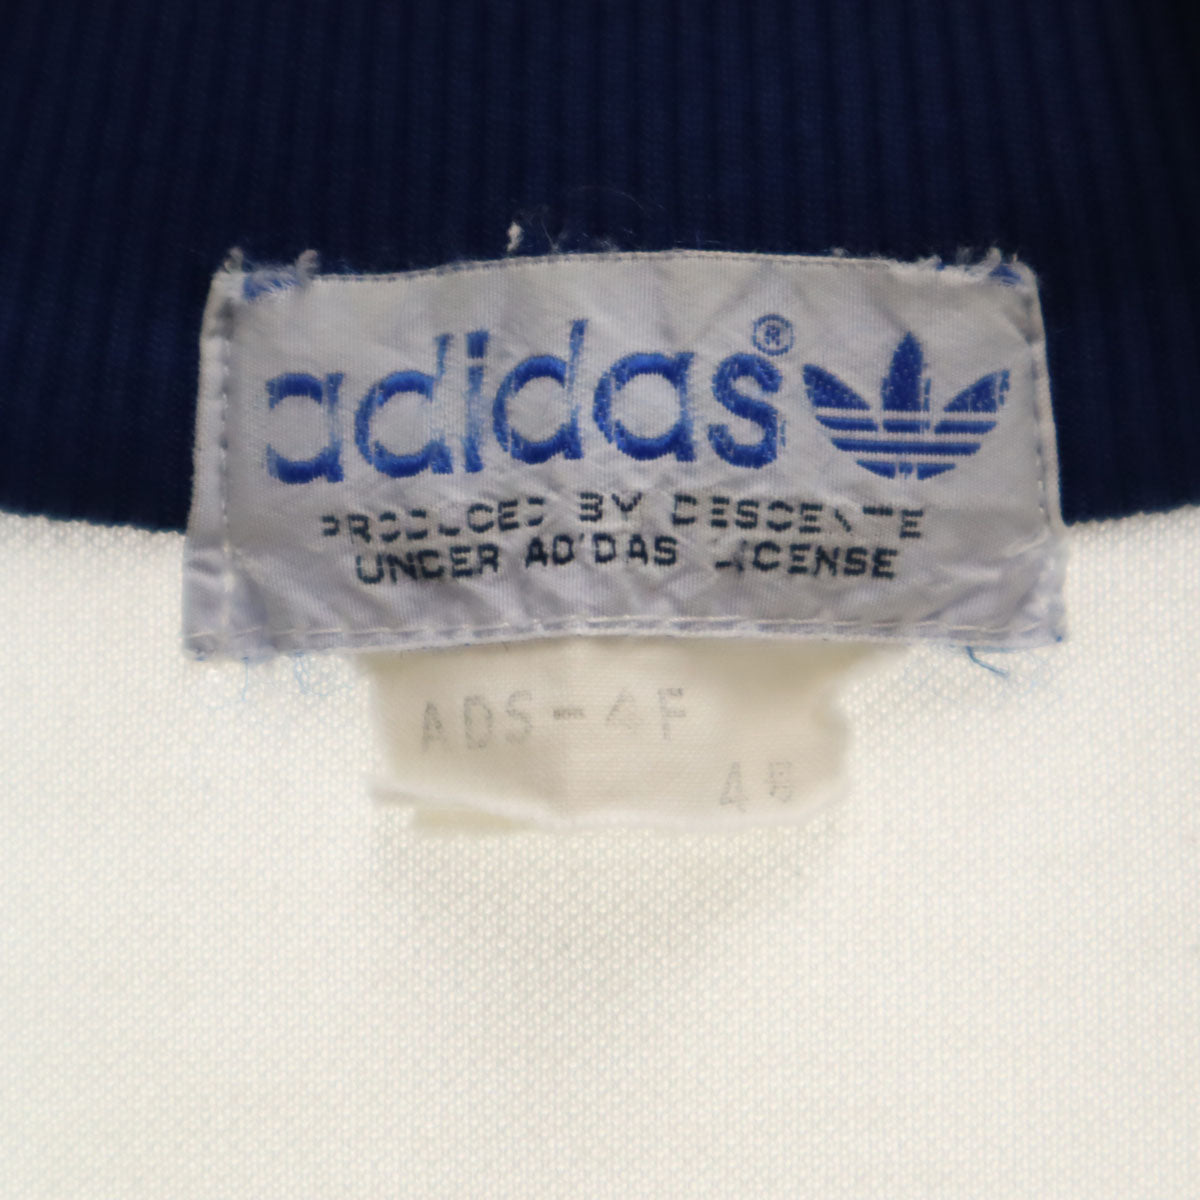 adidas®
PRODUCED BY DESCENTE
UNDER ADIDAS LICENSE
ADS-4F